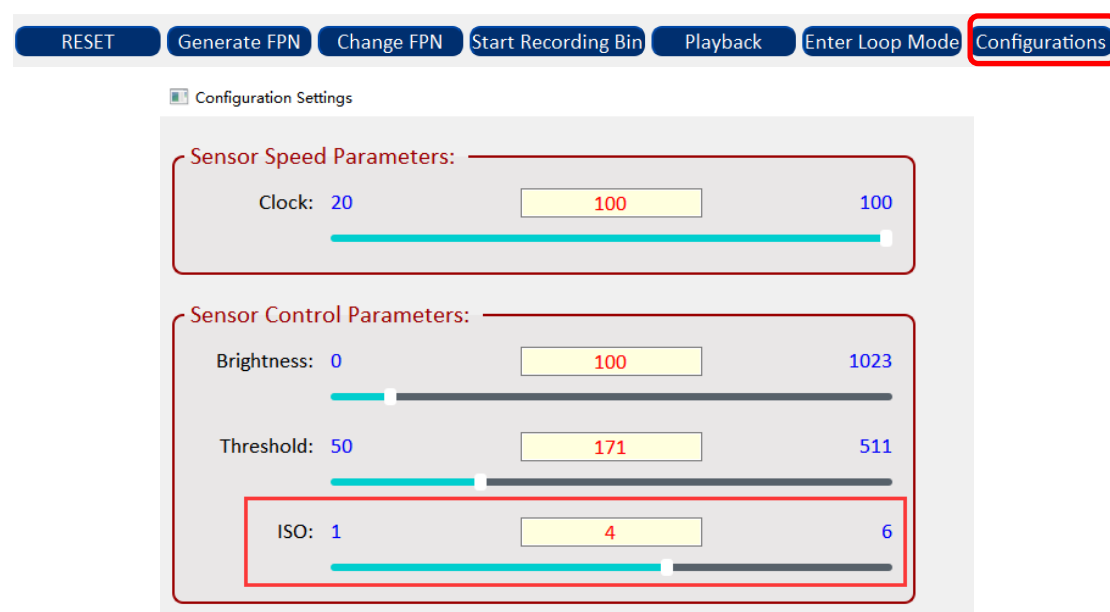 RESET Generate FPN Change FPN Start Recording Bin Playback Enter Loop Mode Configurations
Configuration Settings
Sensor Speed Parameters:
Clock: 20 100 100
Sensor Control Parameters:
Brightness: 0 100 1023
Threshold: 50 171 511
ISO: 1 4 6